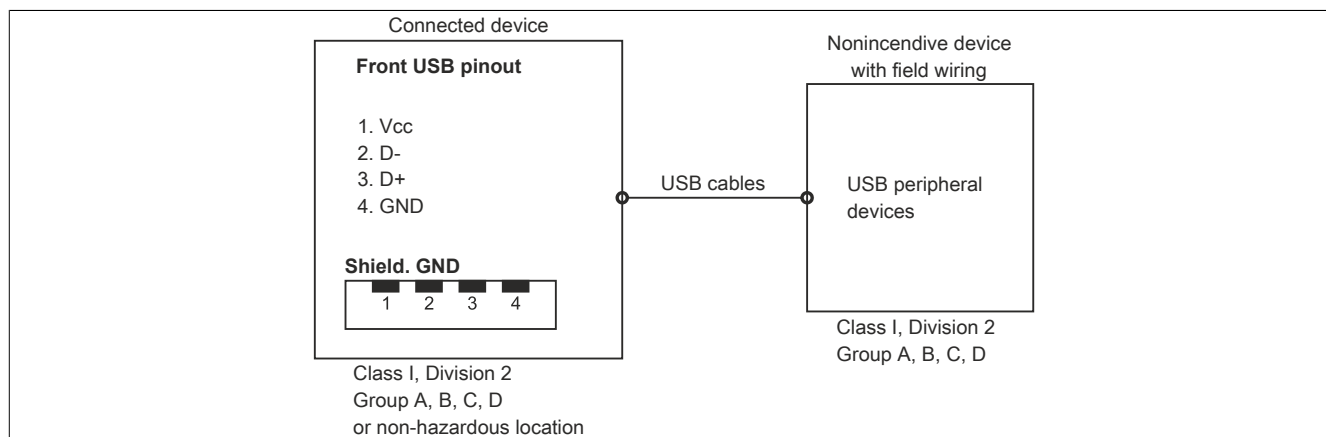 Connected device
Front USB pinout
1. Vcc
2. D-
3. D+
4. GND
Shield. GND
1 2 3 4
Class I, Division 2
Group A, B, C, D
or non-hazardous location
USB cables
Nonincendive device
with field wiring
USB peripheral
devices
Class I, Division 2
Group A, B, C, D